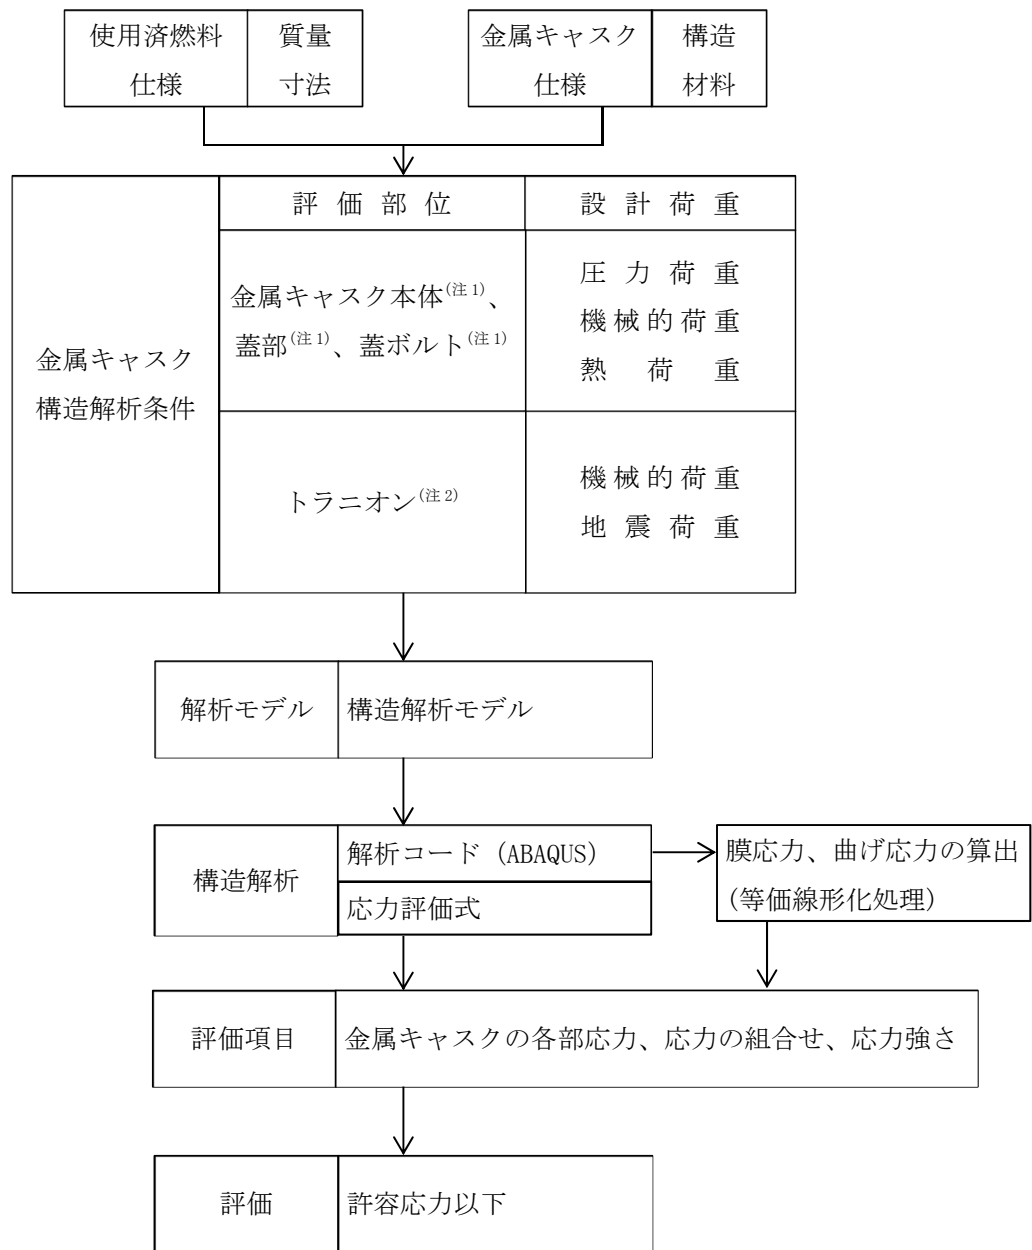 使用済燃料
仕様
質量
寸法
金属キャスク
仕様
構造
材料
評価部位
設計荷重
金属キャスク
構造解析条件
金属キャスク本体(注1)、
蓋部(注1)、蓋ボルト(注1)
圧力荷重
機械的荷重
熱荷重
トラニオン(注2)
機械的荷重
地震荷重
解析モデル
構造解析モデル
構造解析
解析コード (ABAQUS)
応力評価式
膜応力、曲げ応力の算出
(等価線形化処理)
評価項目
金属キャスクの各部応力、応力の組合せ、応力強さ
評価
許容応力以下